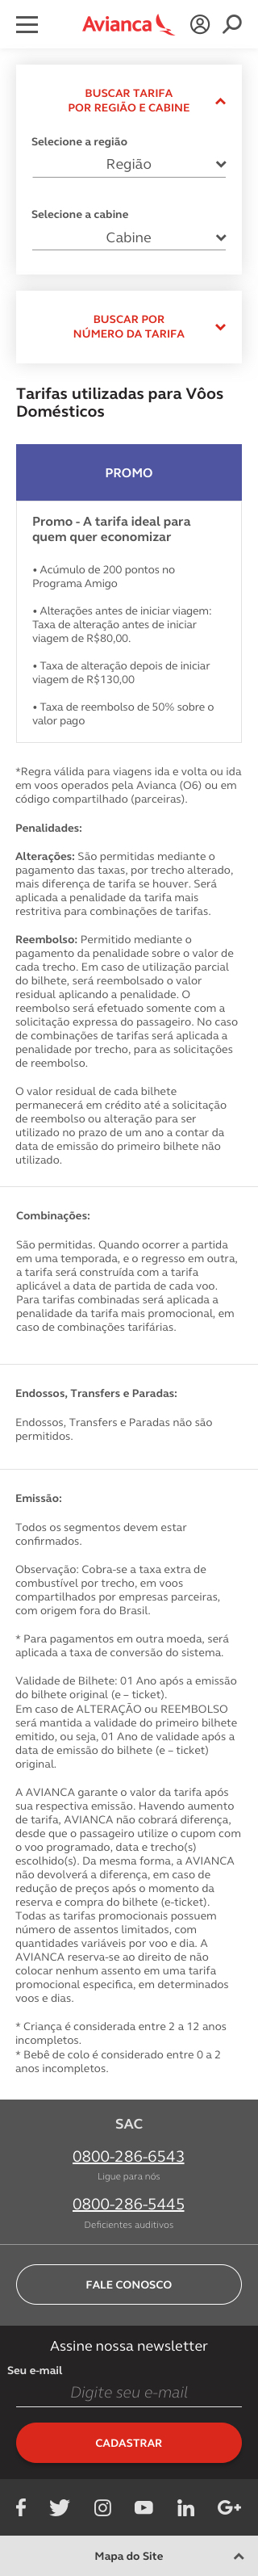 Avianca
BUSCAR TARIFA
POR REGIÃO E CABINE
Selecione a região
Região
Selecione a cabine
Cabine
BUSCAR POR
NÚMERO DA TARIFA
Tarifas utilizadas para Vôos
Domésticos
PROMO
Promo - A tarifa ideal para
quem quer economizar
• Acúmulo de 200 pontos no
Programa Amigo
• Alterações antes de iniciar viagem:
Taxa de alteração antes de iniciar
viagem de R$80,00.
• Taxa de alteração depois de iniciar
viagem de R$130,00
• Taxa de reembolso de 50% sobre o
valor pago
*Regra válida para viagens ida e volta ou ida
em voos operados pela Avianca (O6) ou em
código compartilhado (parceiras).
Penalidades:
Alterações: São permitidas mediante o
pagamento das taxas, por trecho alterado,
mais diferença de tarifa se houver. Será
aplicada a penalidade da tarifa mais
restritiva para combinações de tarifas.
Reembolso: Permitido mediante o
pagamento da penalidade sobre o valor de
cada trecho. Em caso de utilização parcial
do bilhete, será reembolsado o valor
residual aplicando a penalidade. O
reembolso será efetuado somente com a
solicitação expressa do passageiro. No caso
de combinações de tarifas será aplicada a
penalidade por trecho, para as solicitações
de reembolso.
O valor residual de cada bilhete
permanecerá em crédito até a solicitação
de reembolso ou alteração para ser
utilizado no prazo de um ano a contar da
data de emissão do primeiro bilhete não
utilizado.
Combinações:
São permitidas. Quando ocorrer a partida
em uma temporada, e o regresso em outra,
a tarifa será construída com a tarifa
aplicável a data de partida de cada voo.
Para tarifas combinadas será aplicada a
penalidade da tarifa mais promocional, em
caso de combinações tarifárias.
Endossos, Transfers e Paradas:
Endossos, Transfers e Paradas não são
permitidos.
Emissão:
Todos os segmentos devem estar
confirmados.
Observação: Cobra-se a taxa extra de
combustível por trecho, em voos
compartilhados por empresas parceiras,
com origem fora do Brasil.
* Para pagamentos em outra moeda, será
aplicada a taxa de conversão do sistema.
Validade de Bilhete: 01 Ano após a emissão
do bilhete original (e – ticket).
Em caso de ALTERAÇÃO ou REEMBOLSO
será mantida a validade do primeiro bilhete
emitido, ou seja, 01 Ano de validade após a
data de emissão do bilhete (e – ticket)
original.
A AVIANCA garante o valor da tarifa após
sua respectiva emissão. Havendo aumento
de tarifa, AVIANCA não cobrará diferença,
desde que o passageiro utilize o cupom com
o voo programado, data e trecho(s)
escolhido(s). Da mesma forma, a AVIANCA
não devolverá a diferença, em caso de
redução de preços após o momento da
reserva e compra do bilhete (e-ticket).
Todas as tarifas promocionais possuem
número de assentos limitados, com
quantidades variáveis por voo e dia. A
AVIANCA reserva-se ao direito de não
colocar nenhum assento em uma tarifa
promocional especifica, em determinados
voos e dias.
* Criança é considerada entre 2 a 12 anos
incompletos.
* Bebê de colo é considerado entre 0 a 2
anos incompletos.
SAC
0800-286-6543
Ligue para nós
0800-286-5445
Deficientes auditivos
FALE CONOSCO
Assine nossa newsletter
Seu e-mail
Digite seu e-mail
CADASTRAR
Mapa do Site